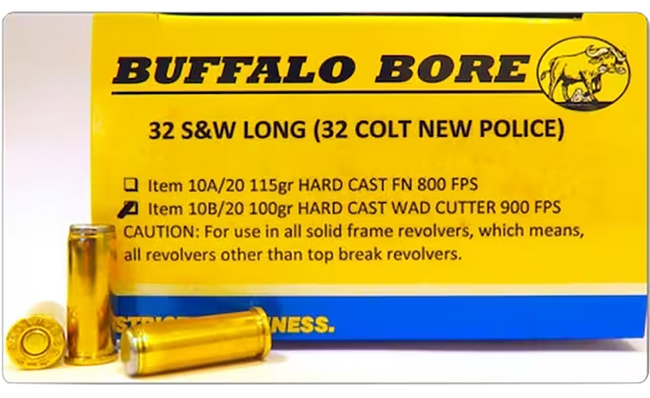 BUFFALO BORE
32 S&W LONG (32 COLT NEW POLICE)
Item 10A/20 115gr HARD CAST FN 800 FPS
Item 10B/20 100gr HARD CAST WAD CUTTER 900 FPS
CAUTION: For use in all solid frame revolvers, which means,
all revolvers other than top break revolvers.